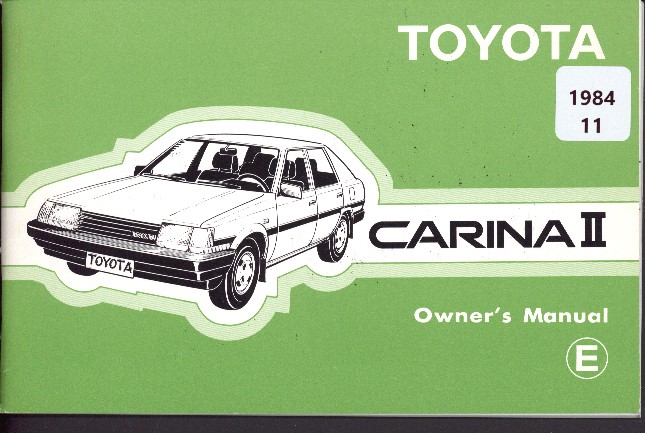 TOYOTA
1984
11
TOYOTA
CARINA II
Owner's Manual
E